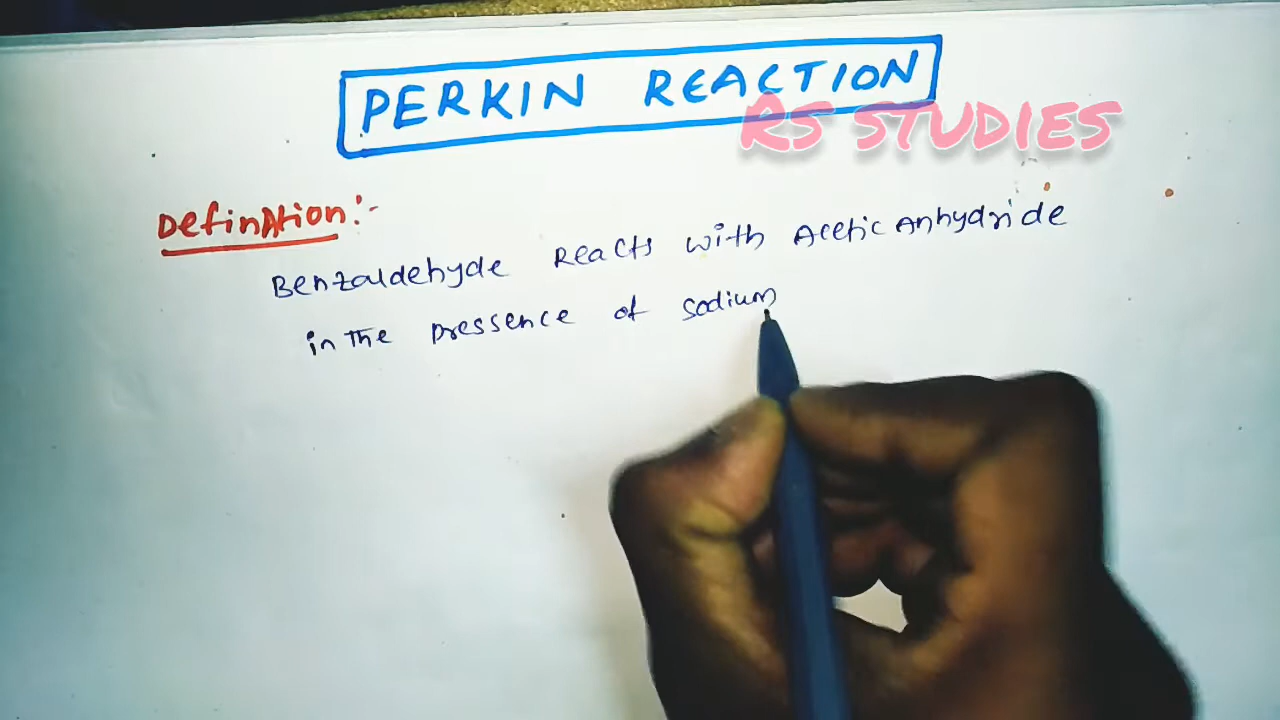 PERKIN REACTION
RS STUDIES
Defination:-
Benzaldehyde Reacts with Acetic Anhydride
in the pressence of sodium